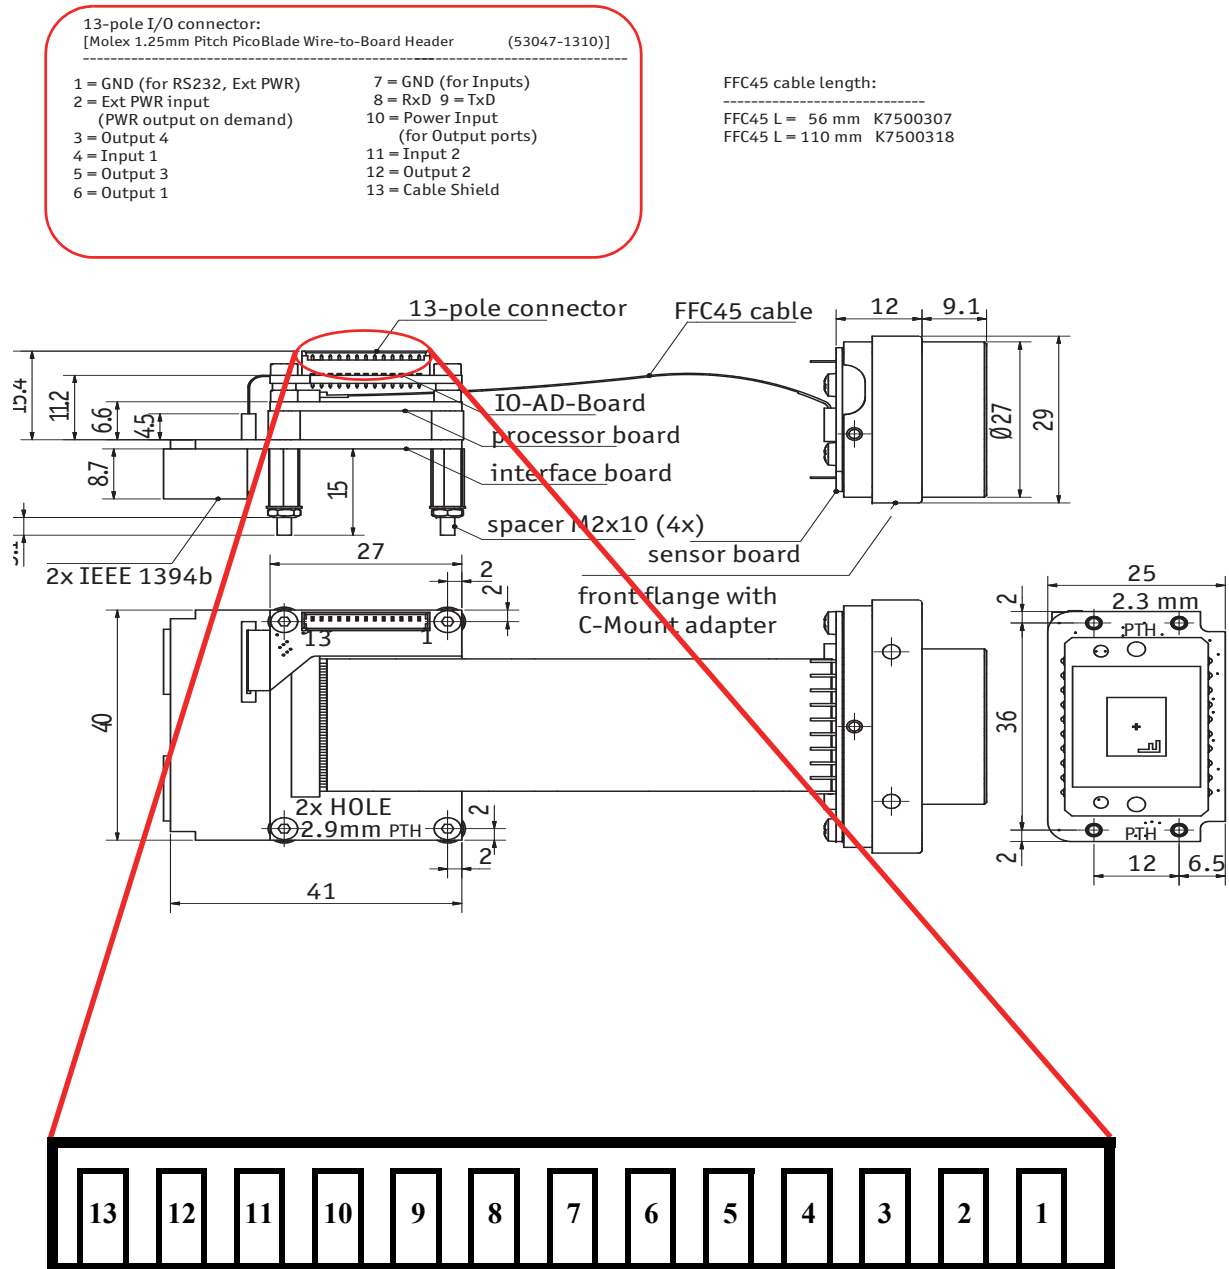 13-pole I/O connector:
[Molex 1.25mm Pitch PicoBlade Wire-to-Board Header (53047-1310)]
1 = GND (for RS232, Ext PWR)
2 = Ext PWR input
(PWR output on demand)
3 = Output 4
4 = Input 1
5 = Output 3
6 = Output 1
7 = GND (for Inputs)
8 = RxD 9 = TxD
10 = Power Input
(for Output ports)
11 = Input 2
12 = Output 2
13 = Cable Shield
FFC45 cable length:
FFC45 L = 56 mm K7500307
FFC45 L = 110 mm K7500318
13-pole connector
FFC45 cable
12
9.1
15.4
11.2
6.6
4.5
8.7
15
IO-AD-Board
processor board
interface board
spacer M2x10 (4x)
sensor board
Ø27
29
2x IEEE 1394b
27
2
2
front flange with
C-Mount adapter
13
1
40
2x HOLE
2.9mm PTH
2
2
41
25
2.3 mm
2
PTH
36
PTH
2
12
6.5
13 12 11 10 9 8 7 6 5 4 3 2 1